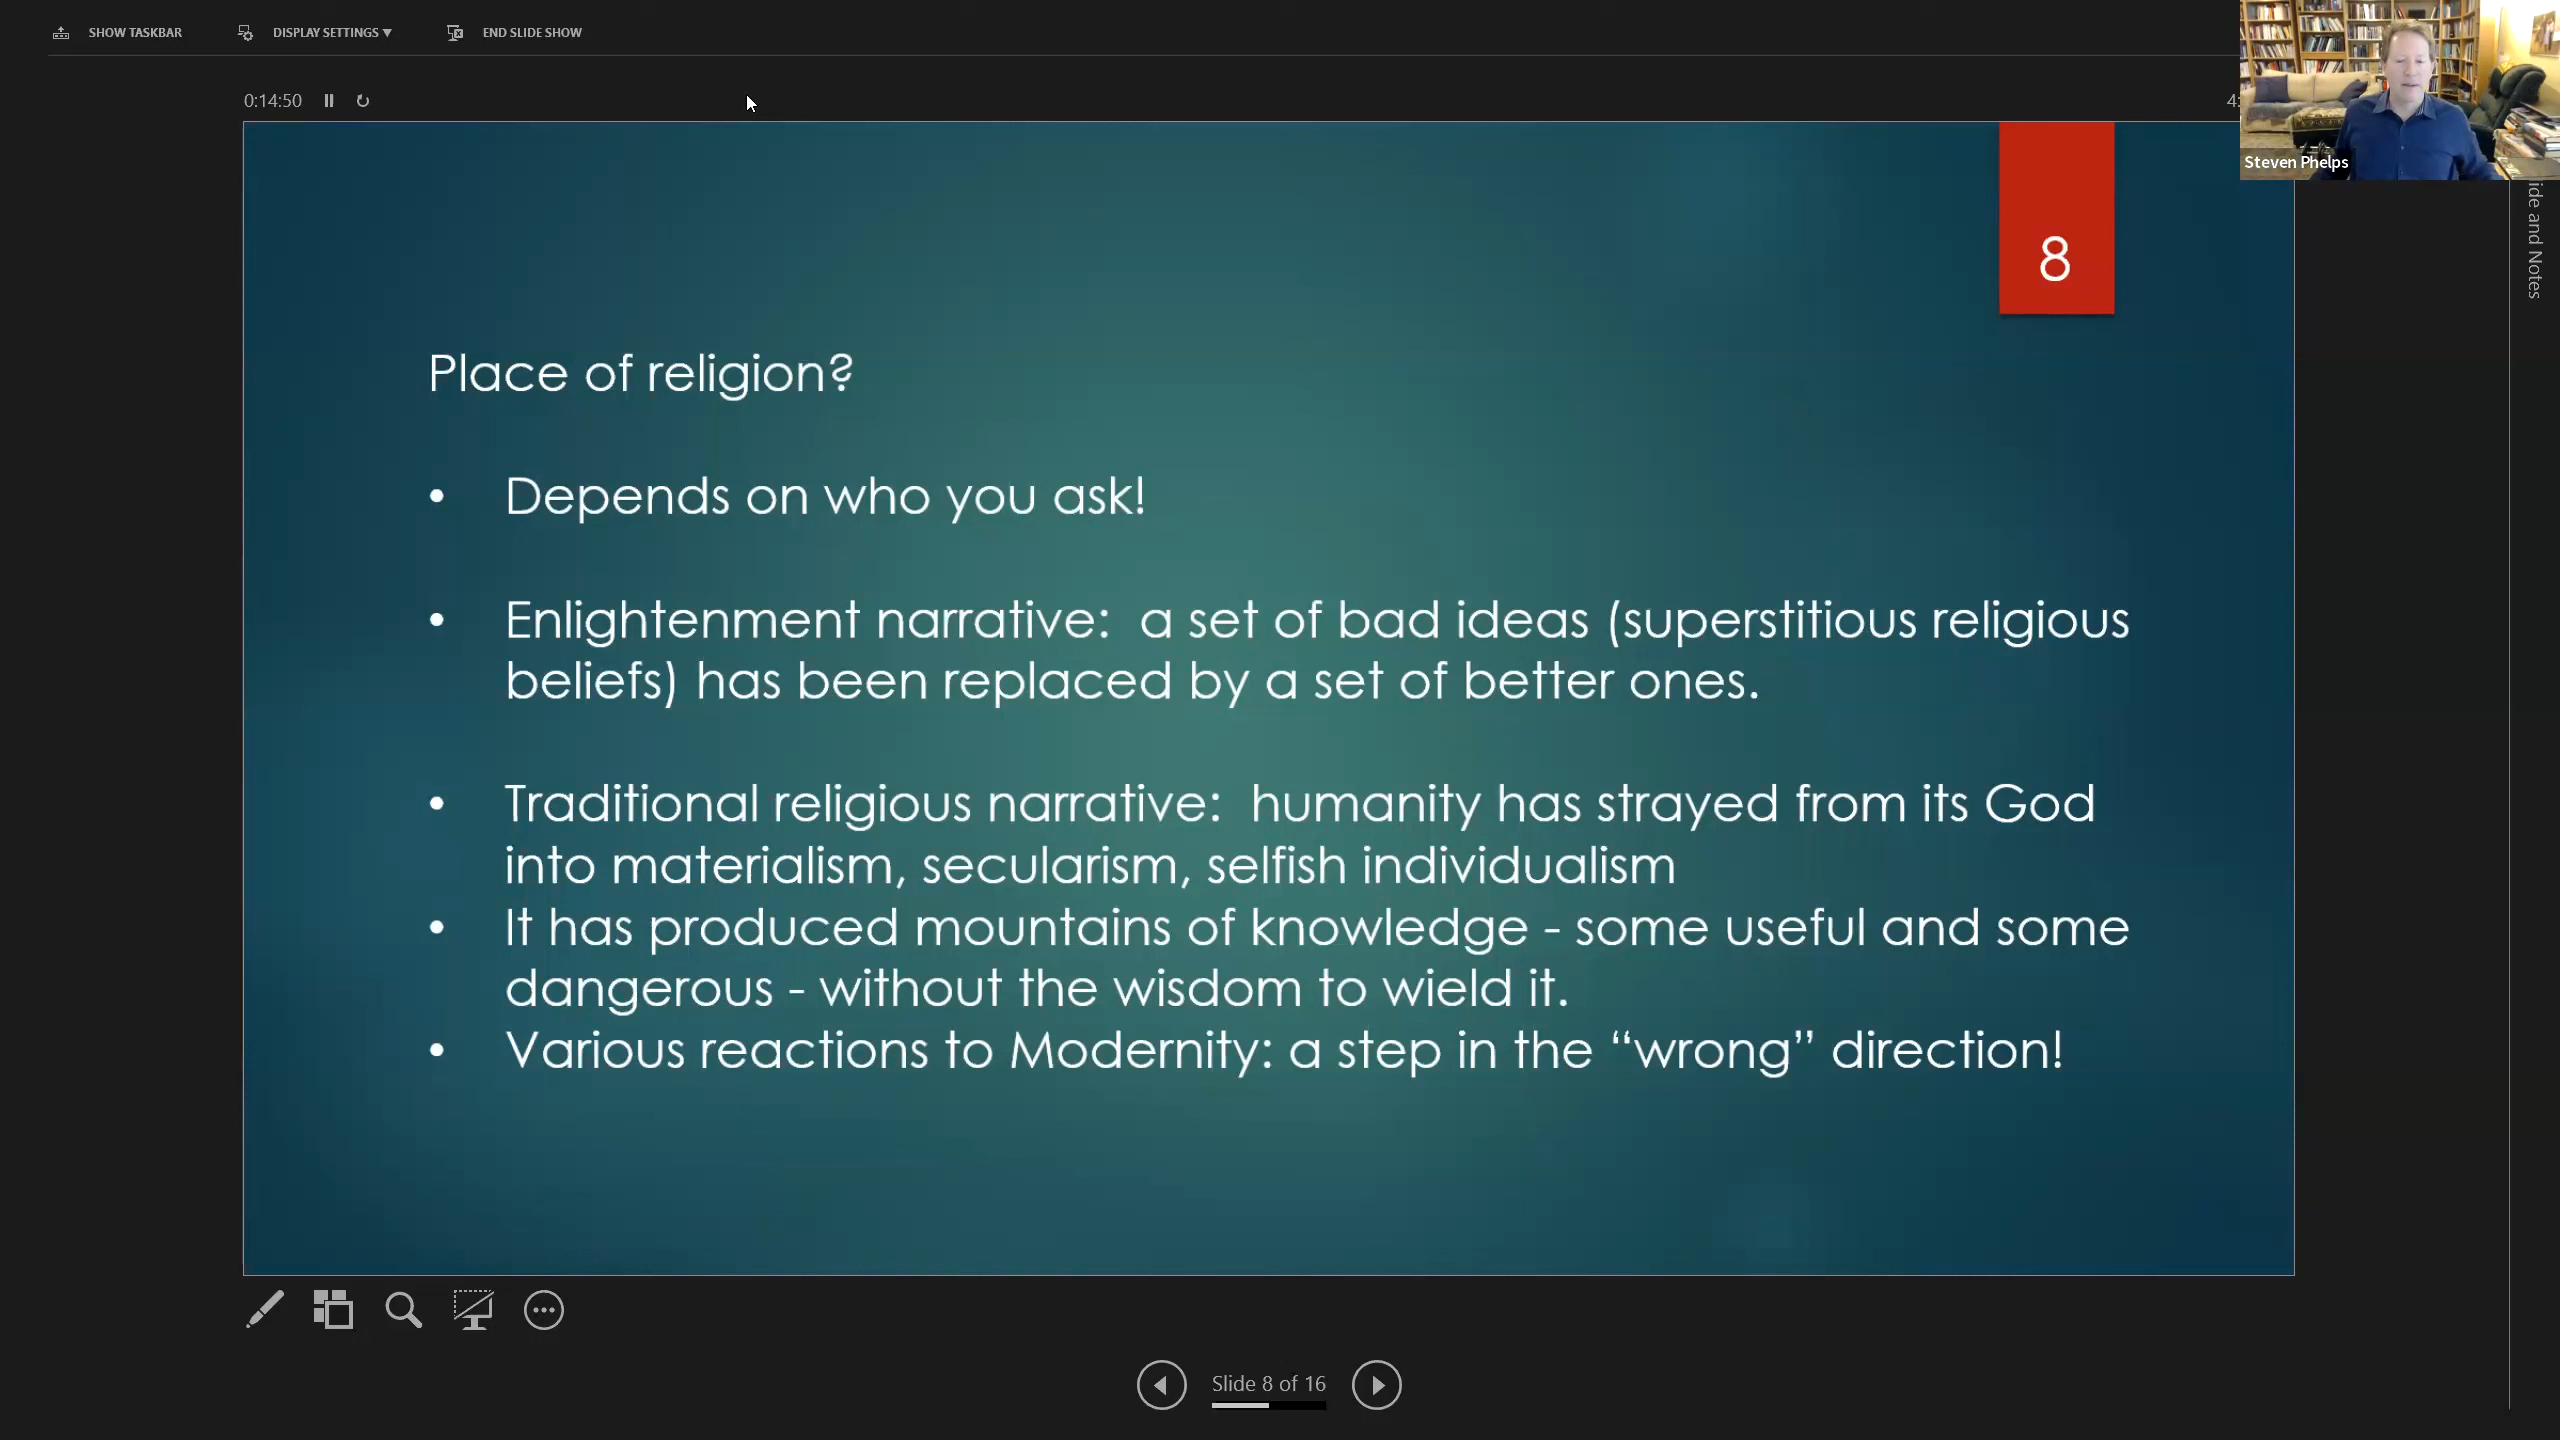 SHOW TASKBAR
DISPLAY SETTINGS ▼
END SLIDE SHOW
0:14:50
4:
Steven Phelps
ide and Notes
8
Place of religion?
• Depends on who you ask!
• Enlightenment narrative: a set of bad ideas (superstitious religious
beliefs) has been replaced by a set of better ones.
• Traditional religious narrative: humanity has strayed from its God
into materialism, secularism, selfish individualism
• It has produced mountains of knowledge - some useful and some
dangerous - without the wisdom to wield it.
• Various reactions to Modernity: a step in the “wrong” direction!
Slide 8 of 16